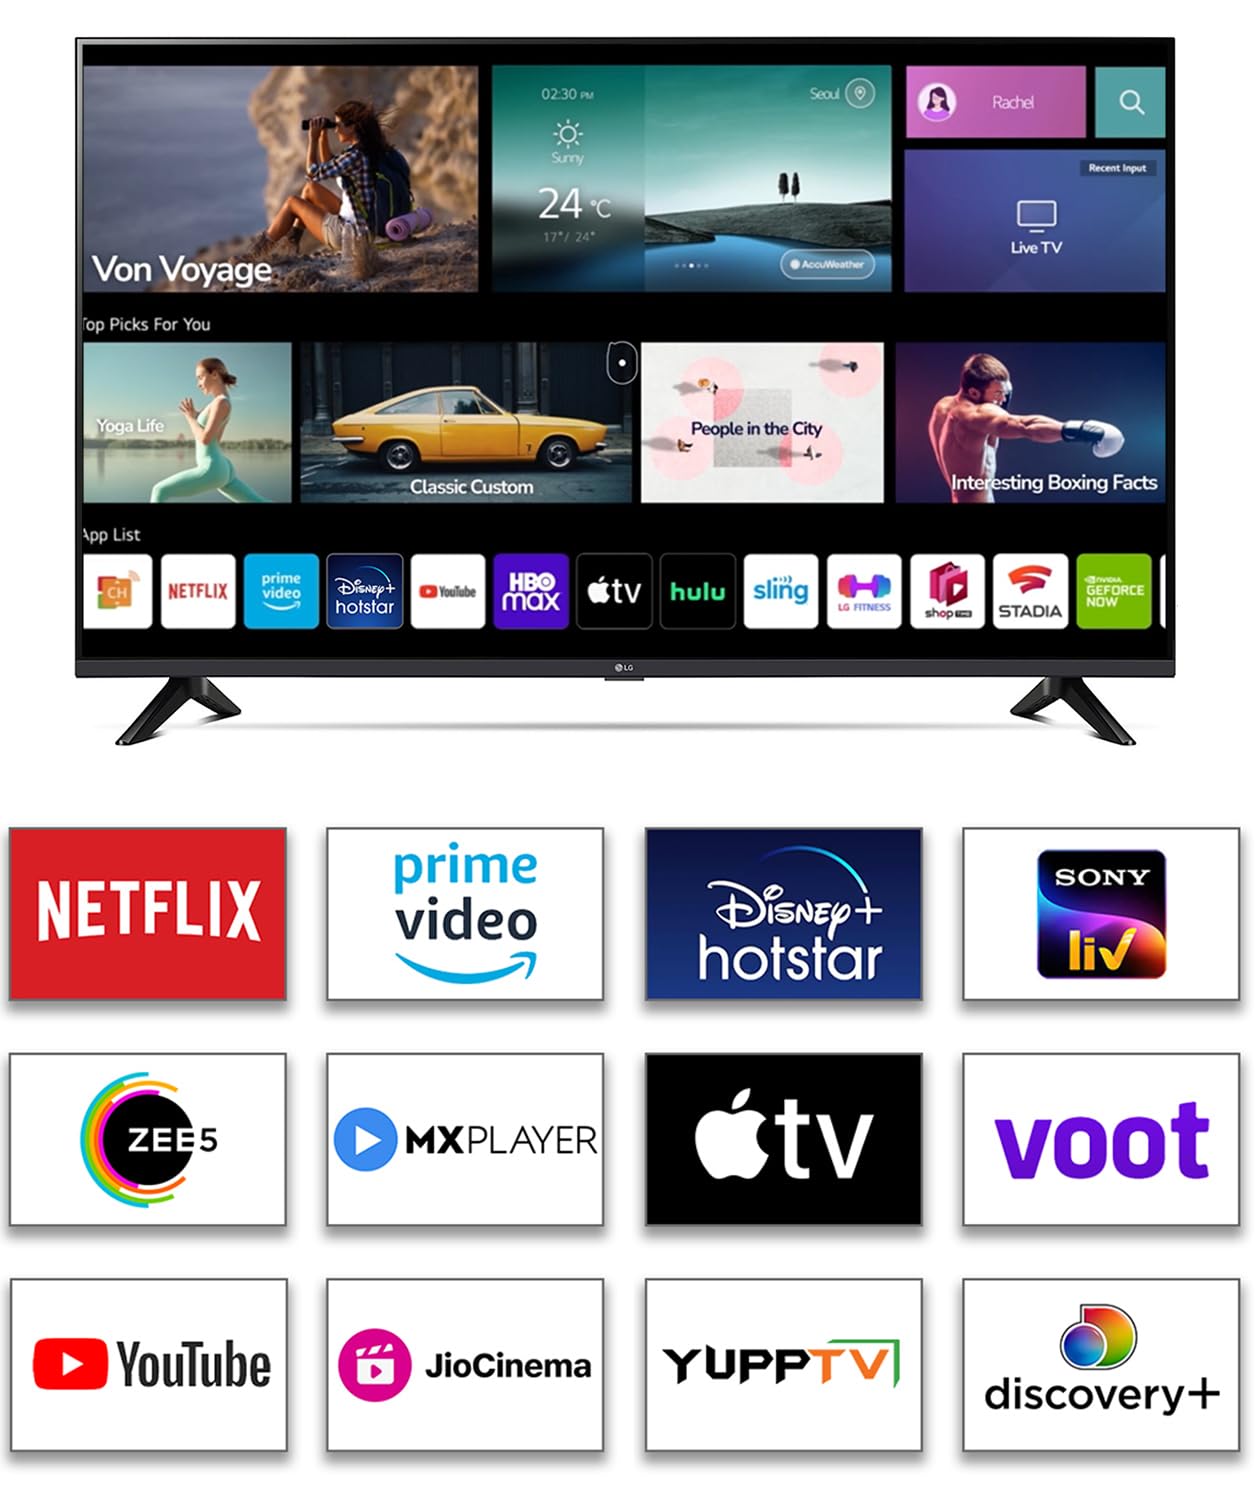 02:30 PM
Sunny
24 °C
17°/ 24°
Seoul
AccuWeather
Rachel
Recent Input
Live TV
Von Voyage
Top Picks For You
Yoga Life
Classic Custom
People in the City
Interesting Boxing Facts
App List
CH
NETFLIX
prime
video
Disney+
hotstar
YouTube
HBO
max
tv
hulu
sling
LG FITNESS
shop TIME
STADIA
NVIDIA.
GEFORCE
NOW
LG
NETFLIX
prime
video
Disney+
hotstar
SONY
liv
ZEE5
MXPLAYER
tv
voot
YouTube
JioCinema
YUPPTV
discovery+